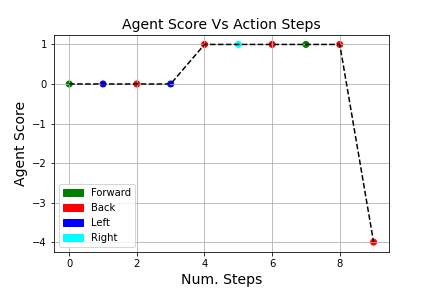 Agent Score Vs Action Steps
Agent Score
1
0
−1
−2
−3
−4
Forward
Back
Left
Right
0 2 4 6 8
Num. Steps